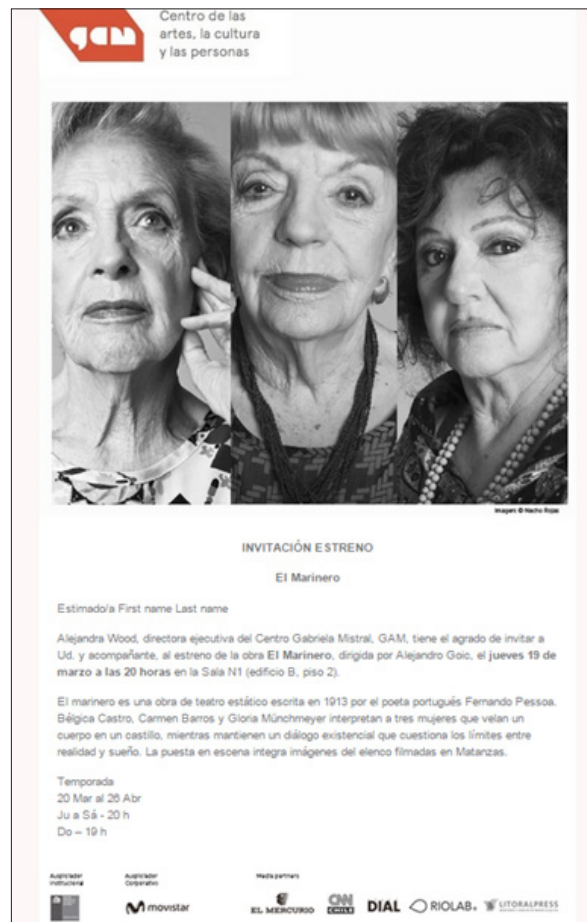 gam
Centro de las
artes, la cultura
y las personas
Imagen: © Nacho Rojas
INVITACIÓN ESTRENO
El Marinero
Estimado/a First name Last name
Alejandra Wood, directora ejecutiva del Centro Gabriela Mistral, GAM, tiene el agrado de invitar a
Ud. y acompañante, al estreno de la obra El Marinero, dirigida por Alejandro Goic, el jueves 19 de
marzo a las 20 horas en la Sala N1 (edificio B, piso 2).
El marinero es una obra de teatro estático escrita en 1913 por el poeta portugués Fernando Pessoa.
Bélgica Castro, Carmen Barros y Gloria Münchmeyer interpretan a tres mujeres que velan un
cuerpo en un castillo, mientras mantienen un diálogo existencial que cuestiona los límites entre
realidad y sueño. La puesta en escena integra imágenes del elenco filmadas en Matanzas.
Temporada
20 Mar al 26 Abr
Ju a Sá - 20 h
Do – 19 h
Auspiciador
Institucional
Auspiciador
Corporativo
Media partners
movistar
EL MERCURIO
CNN
CHILE
DIAL
RIOLAB.
LITORALPRESS